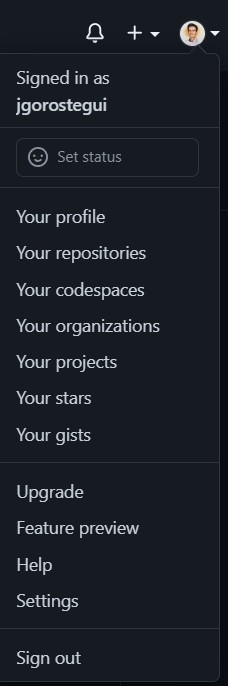 Signed in as
jgorostegui
Set status
Your profile
Your repositories
Your codespaces
Your organizations
Your projects
Your stars
Your gists
Upgrade
Feature preview
Help
Settings
Sign out